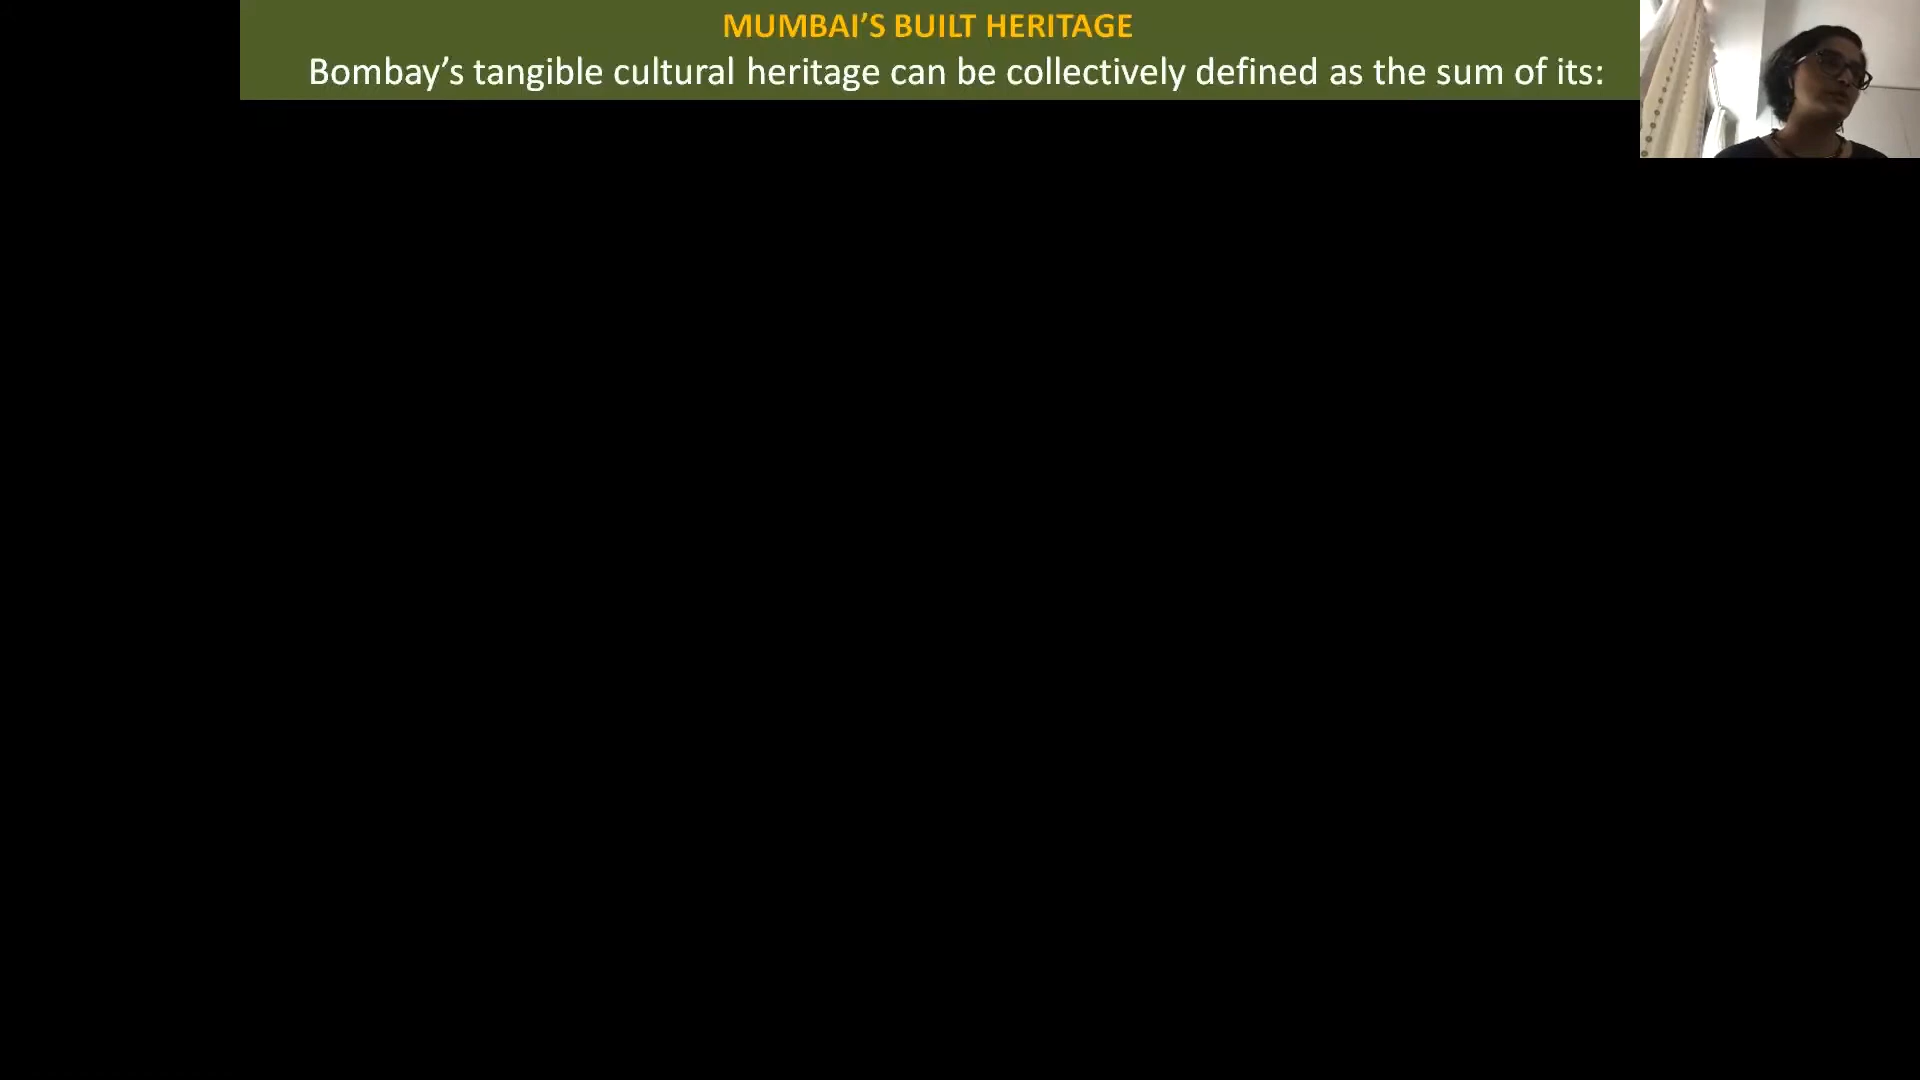 MUMBAI’S BUILT HERITAGE
Bombay’s tangible cultural heritage can be collectively defined as the sum of its: